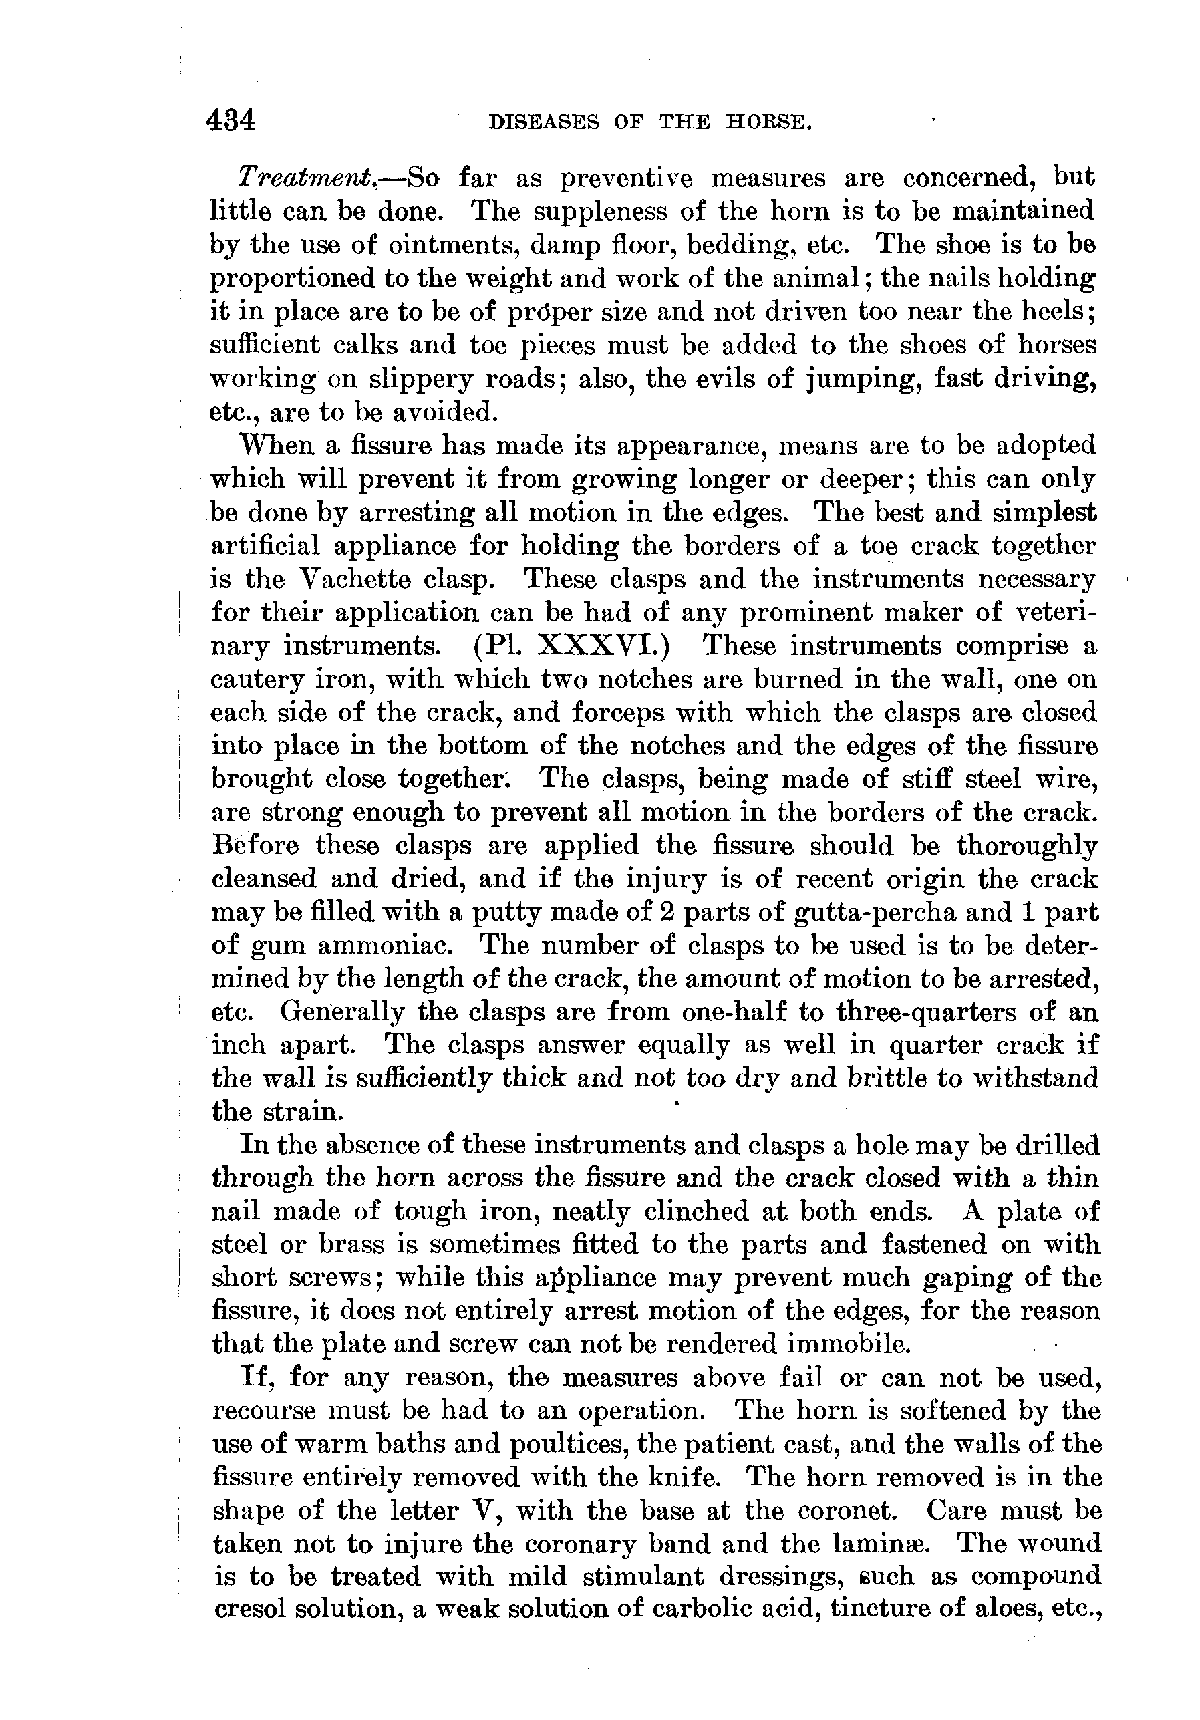 434 DISEASES OF THE HORSE.
Treatment.—So far as preventive measures are concerned, but
little can be done. The suppleness of the horn is to be maintained
by the use of ointments, damp floor, bedding, etc. The shoe is to be
proportioned to the weight and work of the animal; the nails holding
it in place are to be of proper size and not driven too near the heels;
sufficient calks and toe pieces must be added to the shoes of horses
working on slippery roads; also, the evils of jumping, fast driving,
etc., are to be avoided.
When a fissure has made its appearance, means are to be adopted
which will prevent it from growing longer or deeper; this can only
be done by arresting all motion in the edges. The best and simplest
artificial appliance for holding the borders of a toe crack together
is the Vachette clasp. These clasps and the instruments necessary
for their application can be had of any prominent maker of veteri-
nary instruments. (Pl. XXXVI.) These instruments comprise a
cautery iron, with which two notches are burned in the wall, one on
each side of the crack, and forceps with which the clasps are closed
into place in the bottom of the notches and the edges of the fissure
brought close together. The clasps, being made of stiff steel wire,
are strong enough to prevent all motion in the borders of the crack.
Before these clasps are applied the fissure should be thoroughly
cleansed and dried, and if the injury is of recent origin the crack
may be filled with a putty made of 2 parts of gutta-percha and 1 part
of gum ammoniac. The number of clasps to be used is to be deter-
mined by the length of the crack, the amount of motion to be arrested,
etc. Generally the clasps are from one-half to three-quarters of an
inch apart. The clasps answer equally as well in quarter crack if
the wall is sufficiently thick and not too dry and brittle to withstand
the strain.
In the absence of these instruments and clasps a hole may be drilled
through the horn across the fissure and the crack closed with a thin
nail made of tough iron, neatly clinched at both ends. A plate of
steel or brass is sometimes fitted to the parts and fastened on with
short screws; while this appliance may prevent much gaping of the
fissure, it does not entirely arrest motion of the edges, for the reason
that the plate and screw can not be rendered immobile.
If, for any reason, the measures above fail or can not be used,
recourse must be had to an operation. The horn is softened by the
use of warm baths and poultices, the patient cast, and the walls of the
fissure entirely removed with the knife. The horn removed is in the
shape of the letter V, with the base at the coronet. Care must be
taken not to injure the coronary band and the laminæ. The wound
is to be treated with mild stimulant dressings, such as compound
cresol solution, a weak solution of carbolic acid, tincture of aloes, etc.,